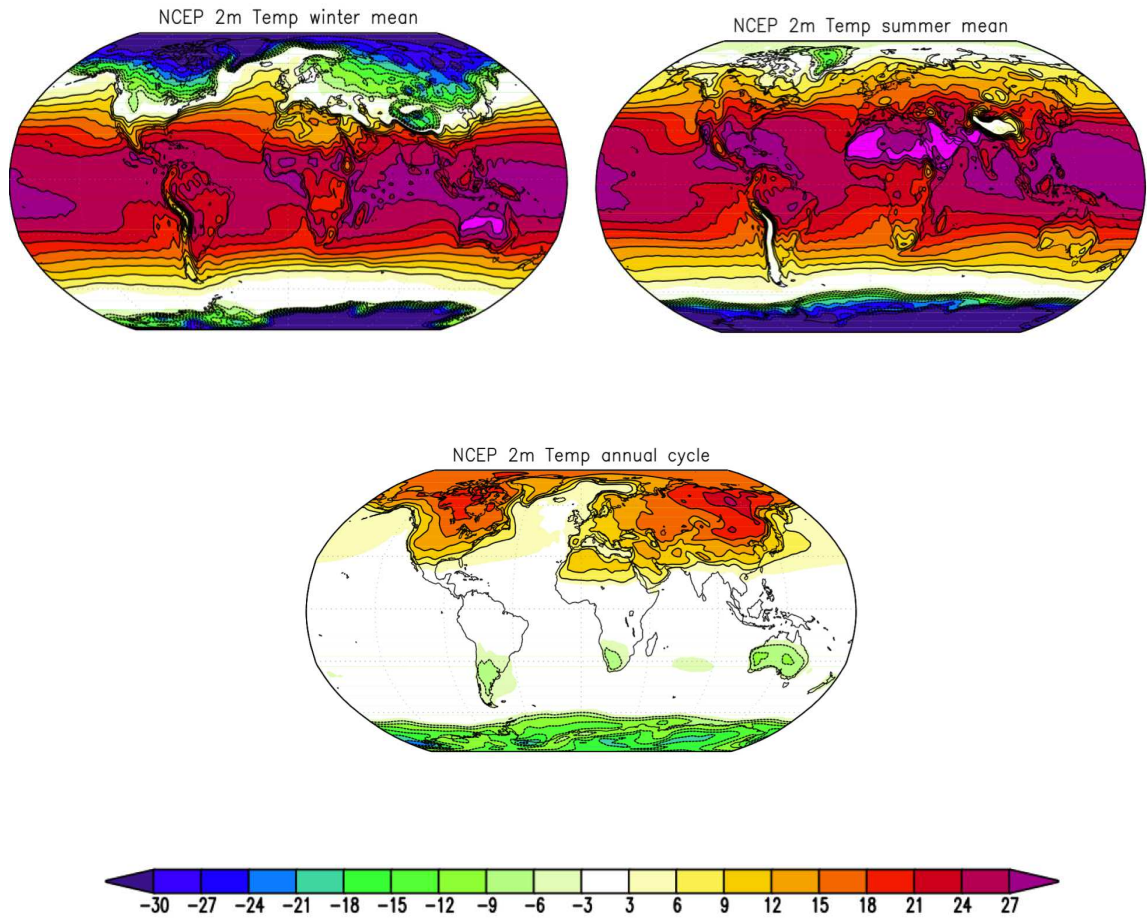 NCEP 2m Temp winter mean
NCEP 2m Temp summer mean
NCEP 2m Temp annual cycle
-30 -27 -24 -21 -18 -15 -12 -9 -6 -3 3 6 9 12 15 18 21 24 27